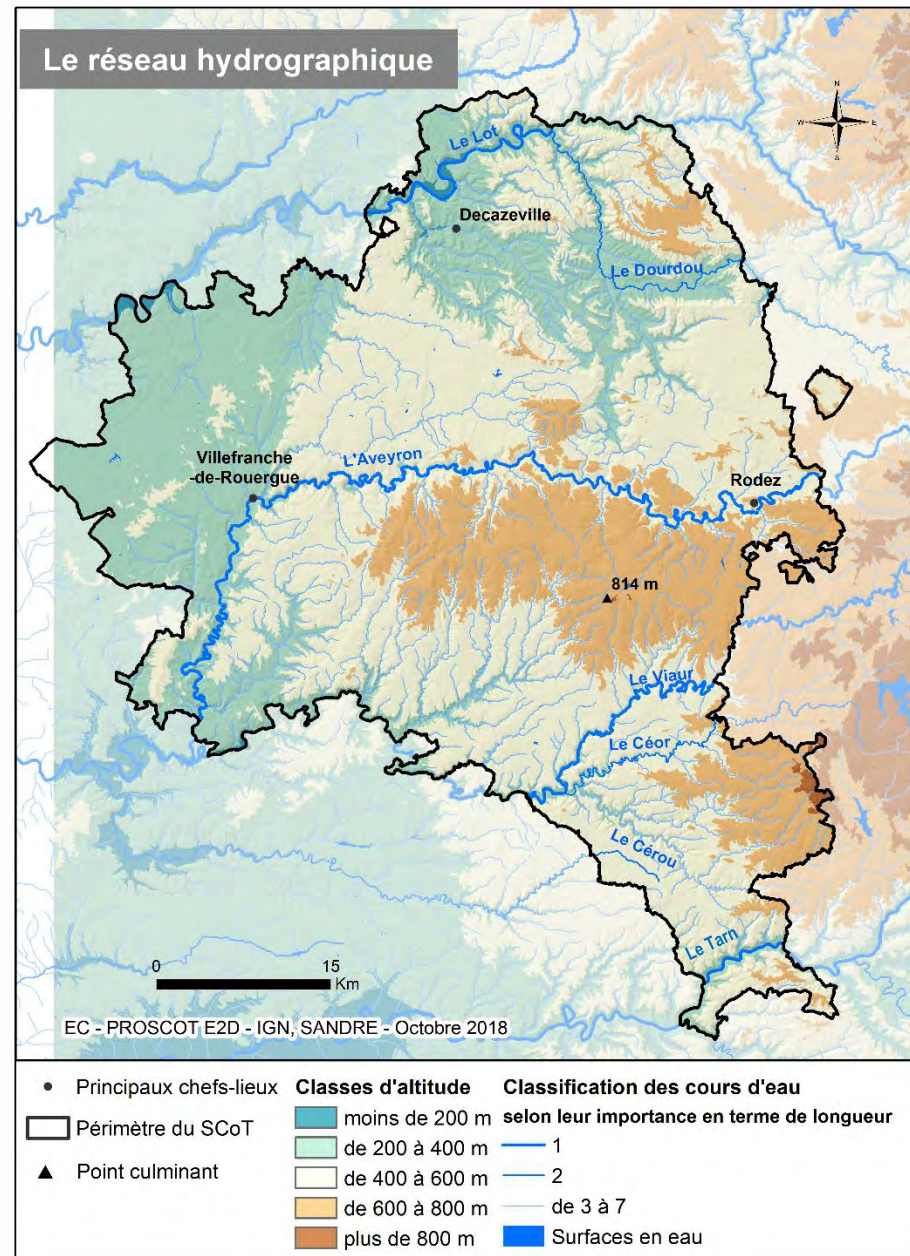 Le réseau hydrographique
N
W E
S
Le Lot
Decazeville
Le Dourdou
Villefranche
-de-Rouergue
L'Aveyron
Rodez
814 m
Le Viaur
Le Céor
Le Cérou
Le Tarn
0 15
Km
EC - PROSCOT E2D - IGN, SANDRE - Octobre 2018
Principaux chefs-lieux
Périmètre du SCoT
Point culminant
Classes d'altitude
moins de 200 m
de 200 à 400 m
de 400 à 600 m
de 600 à 800 m
plus de 800 m
Classification des cours d'eau
selon leur importance en terme de longueur
1
2
de 3 à 7
Surfaces en eau